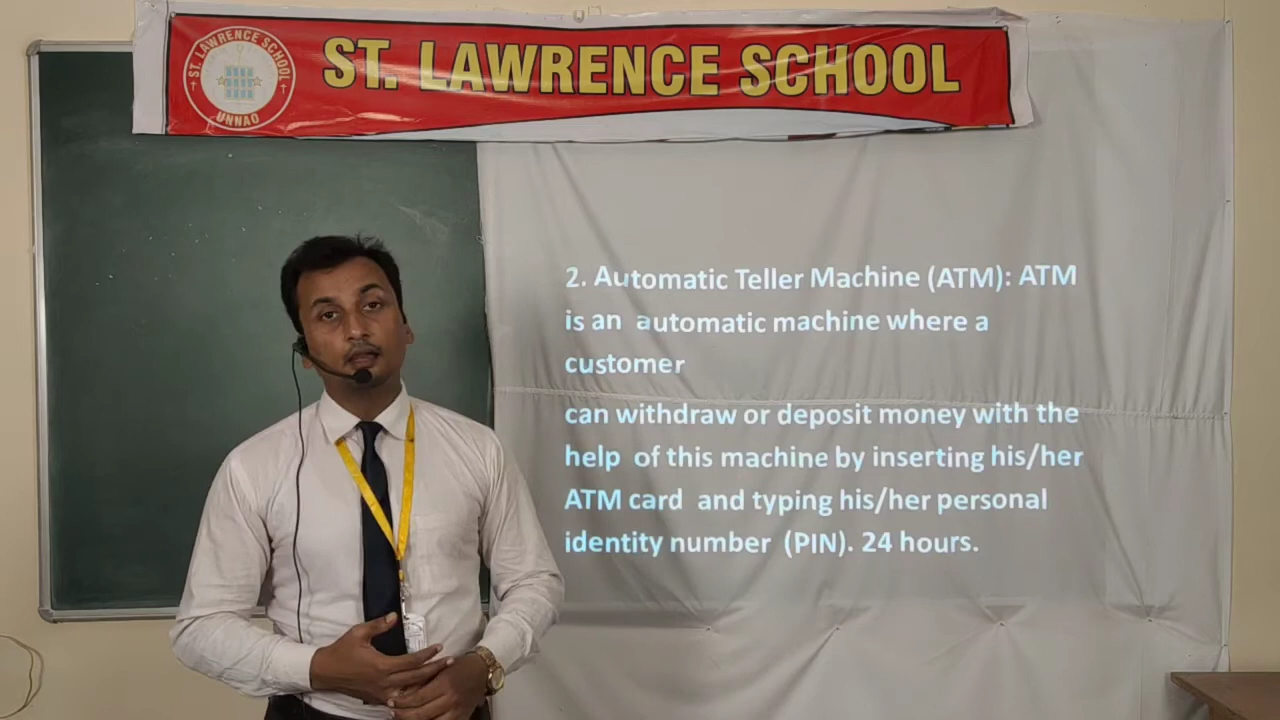 ST. LAWRENCE SCHOOL
ST. LAWRENCE SCHOOL
UNNAO
2. Automatic Teller Machine (ATM): ATM
is an automatic machine where a
customer
can withdraw or deposit money with the
help of this machine by inserting his/her
ATM card and typing his/her personal
identity number (PIN). 24 hours.